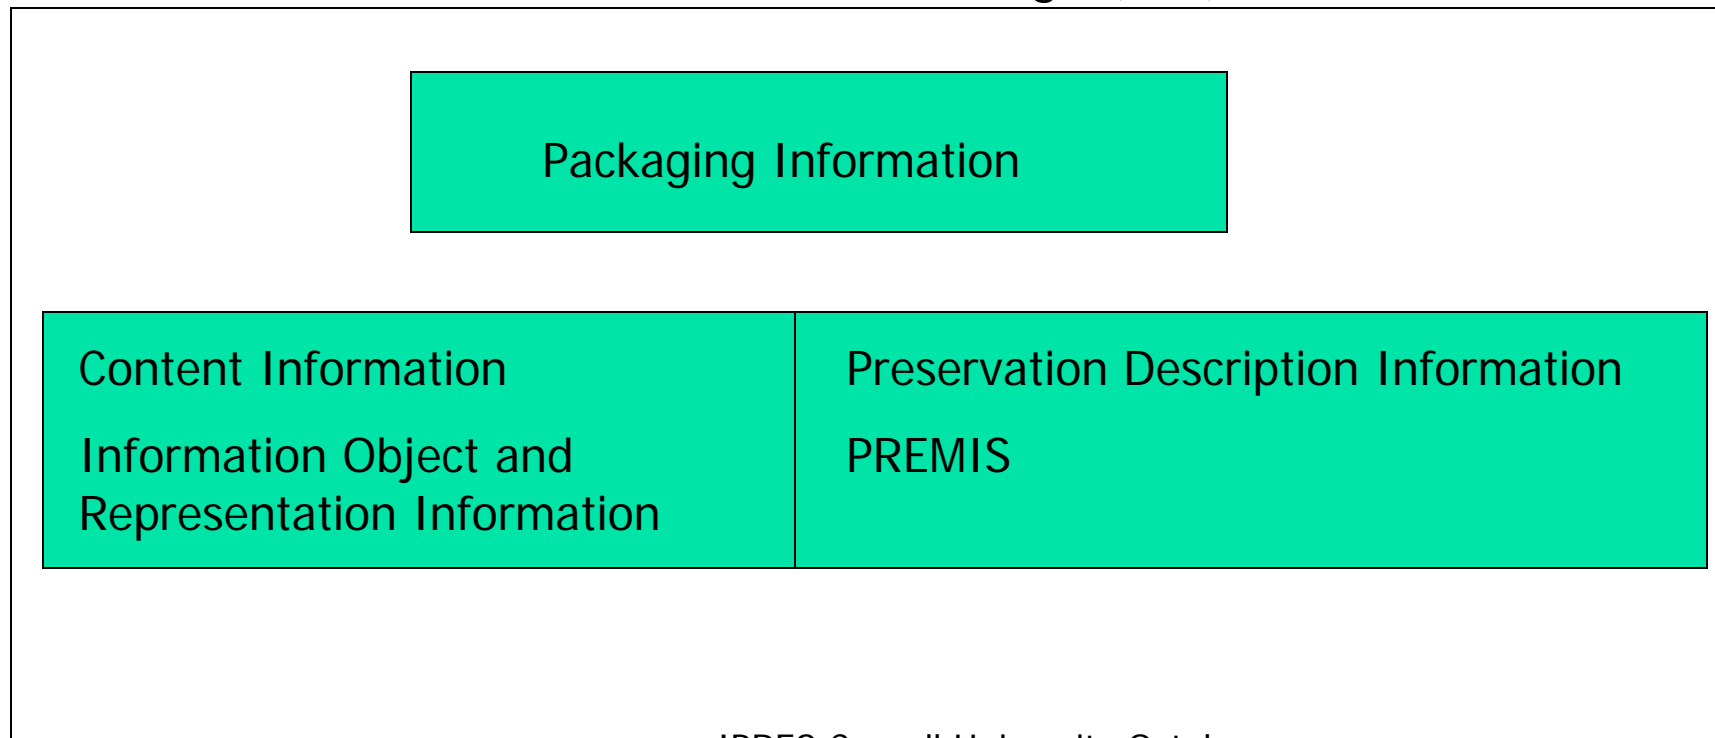 Packaging Information
Content Information
Information Object and
Representation Information
Preservation Description Information
PREMIS